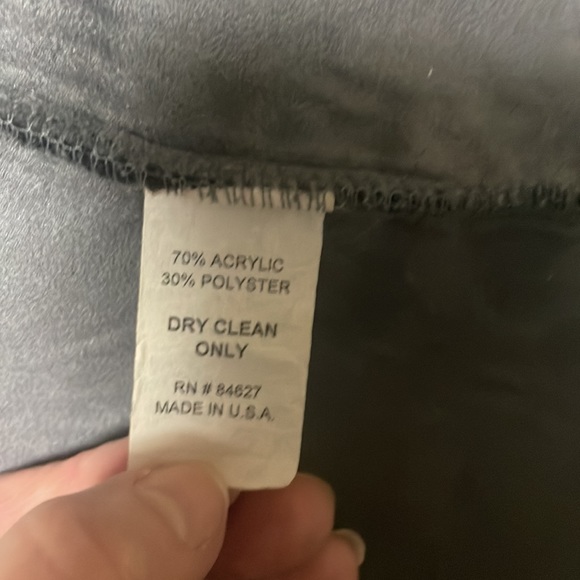 70% ACRYLIC
30% POLYSTER
DRY CLEAN
ONLY
RN # 84627
MADE IN U.S.A.